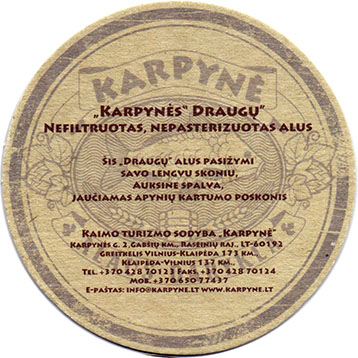 KARPYNĖ
„KARPYNĖS“ DRAUGŲ”
NEFILTRUOTAS, NEPASTERIZUOTAS ALUS
ŠIS „DRAUGŲ” ALUS PASIŽYMI
SAVO LENGVU SKONIU,
AUKSINE SPALVA,
JAUČIAMAS APYNIŲ KARTUMO POSKONIS
KAIMO TURIZMO SODYBA „KARPYNĖ”
KARPYNĖS G. 2,GABŠIŲ KM., RASEINIŲ RAJ., LT-60192
GREITKELIS VILNIUS-KLAIPĖDA 173 KM.,
KLAIPĖDA-VILNIUS 137 KM.,
TEL. +370 428 70123 FAKS. +370 428 70124
MOB. +370 650 77437
E-PAŠTAS: INFO@KARPYNE.LT WWW.KARPYNE.LT